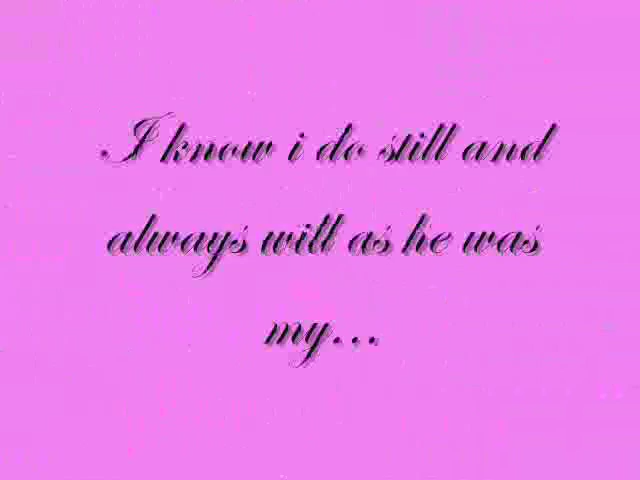 I know i do still and
always will as he was
my...